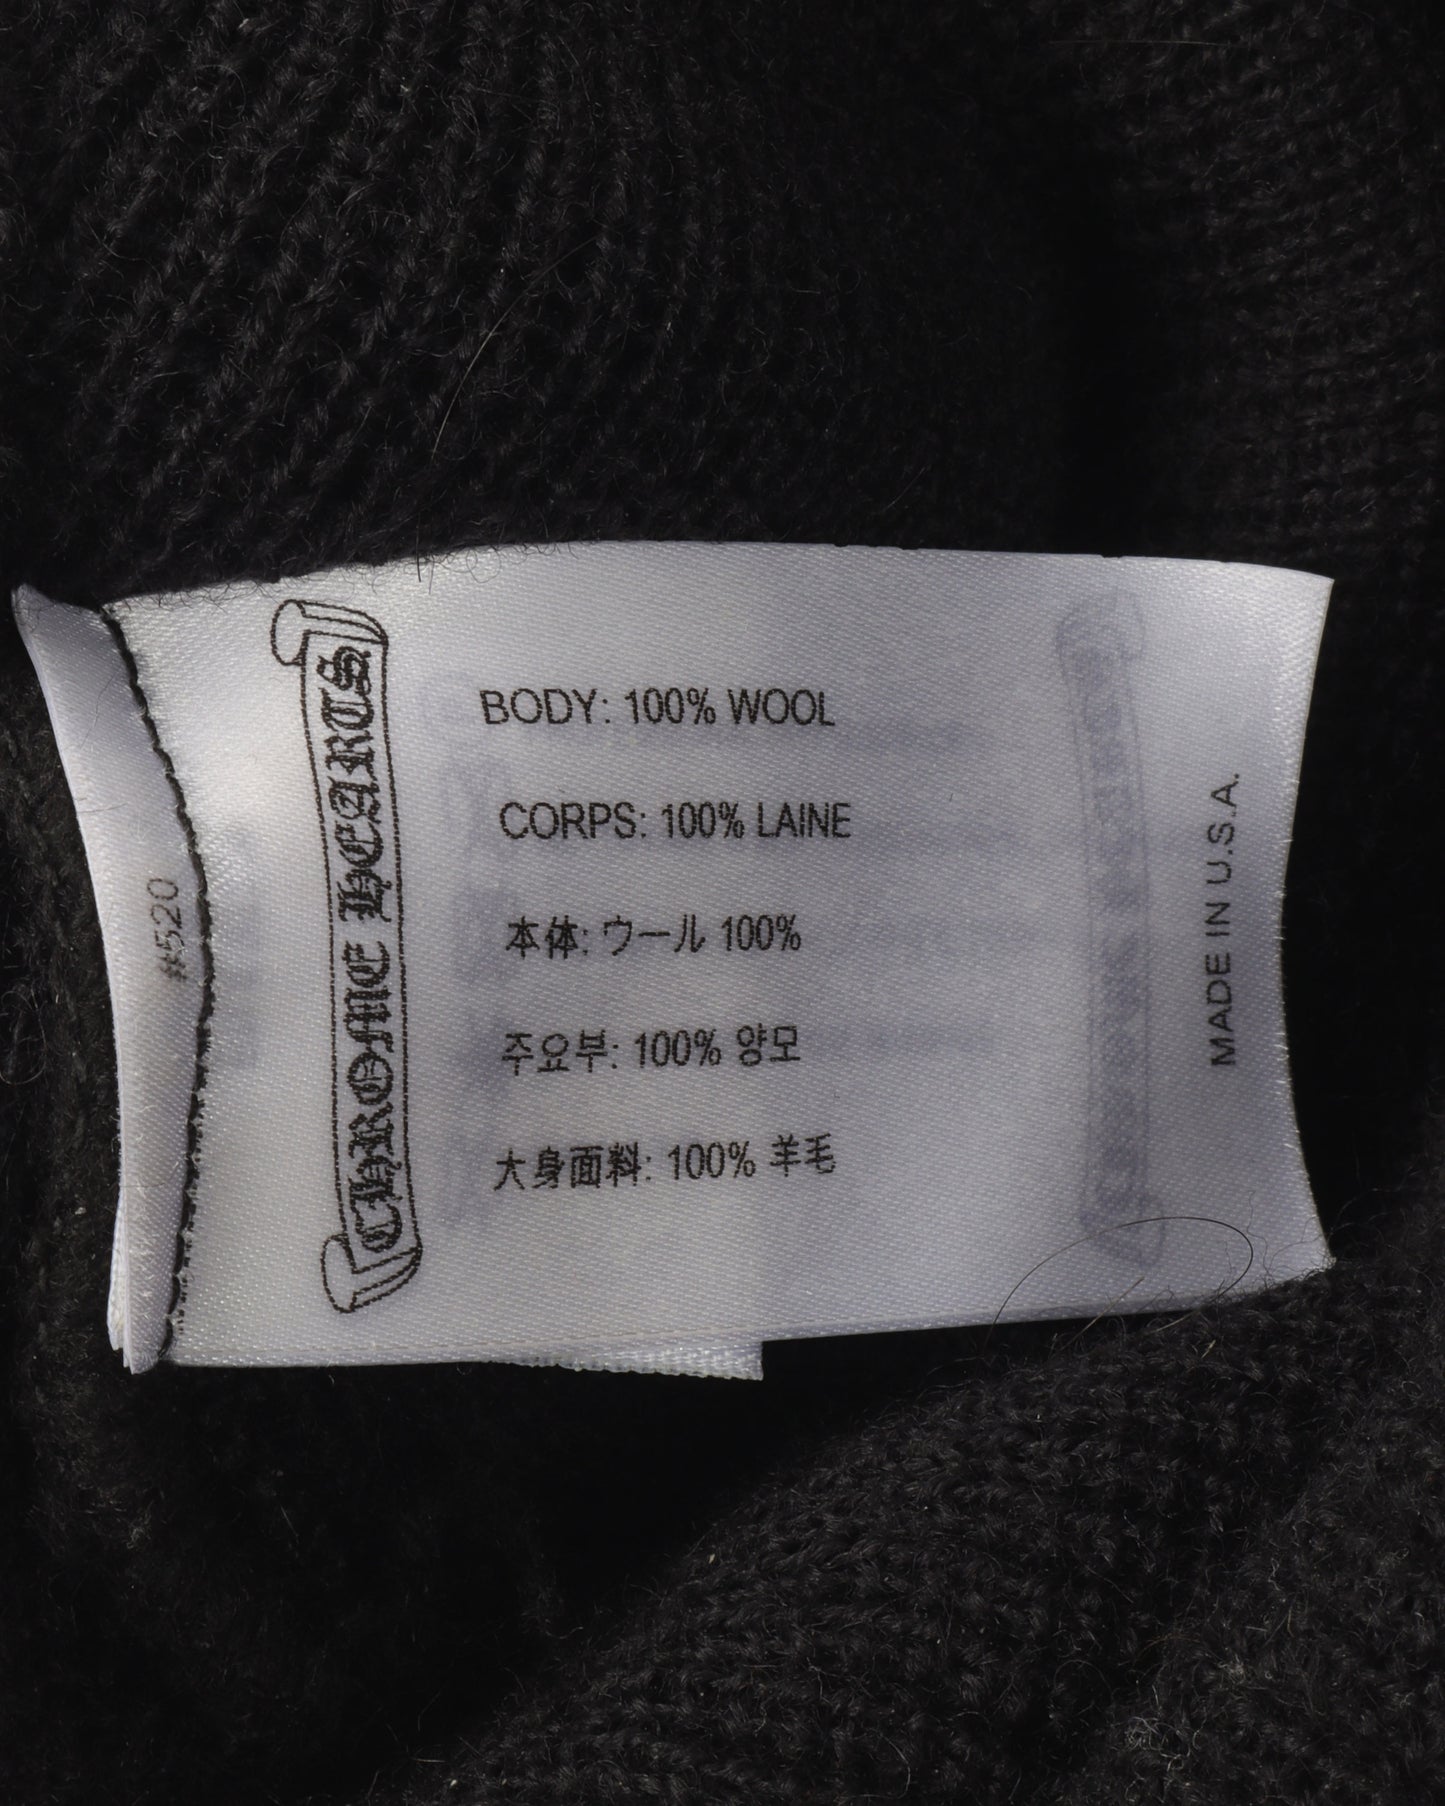 #520
CHROME HEARTS
BODY: 100% WOOL
CORPS: 100% LAINE
本体: ウール 100%
주요부: 100% 양모
大身面料: 100% 羊毛
MADE IN U.S.A.